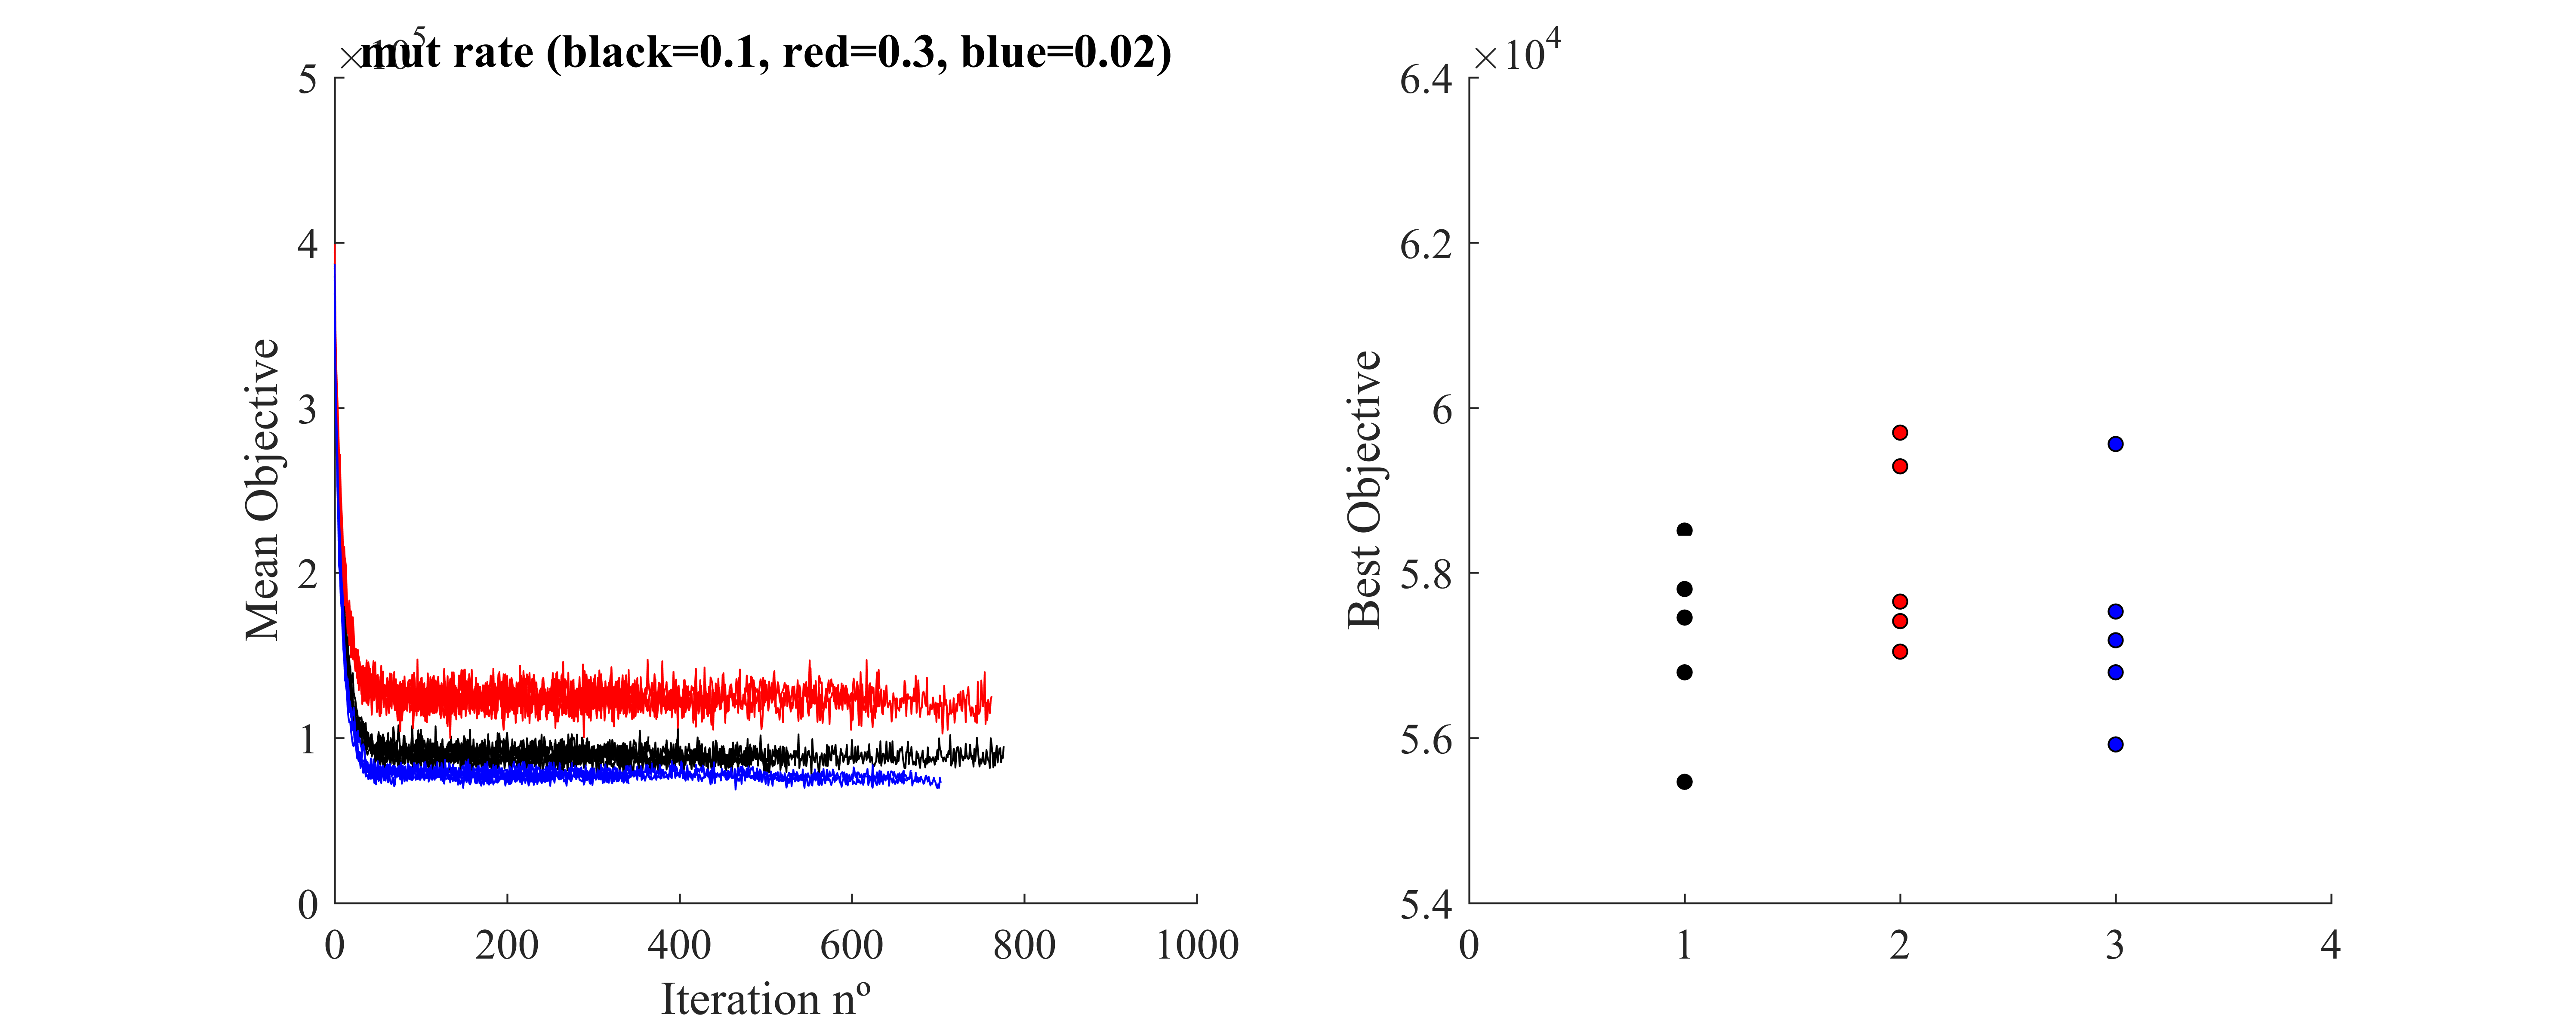 ×105
mut rate (black=0.1, red=0.3, blue=0.02)
5
4
3
2
1
0
Mean Objective
0 200 400 600 800 1000
Iteration nº
×104
6.4
6.2
6
5.8
5.6
5.4
Best Objective
0 1 2 3 4